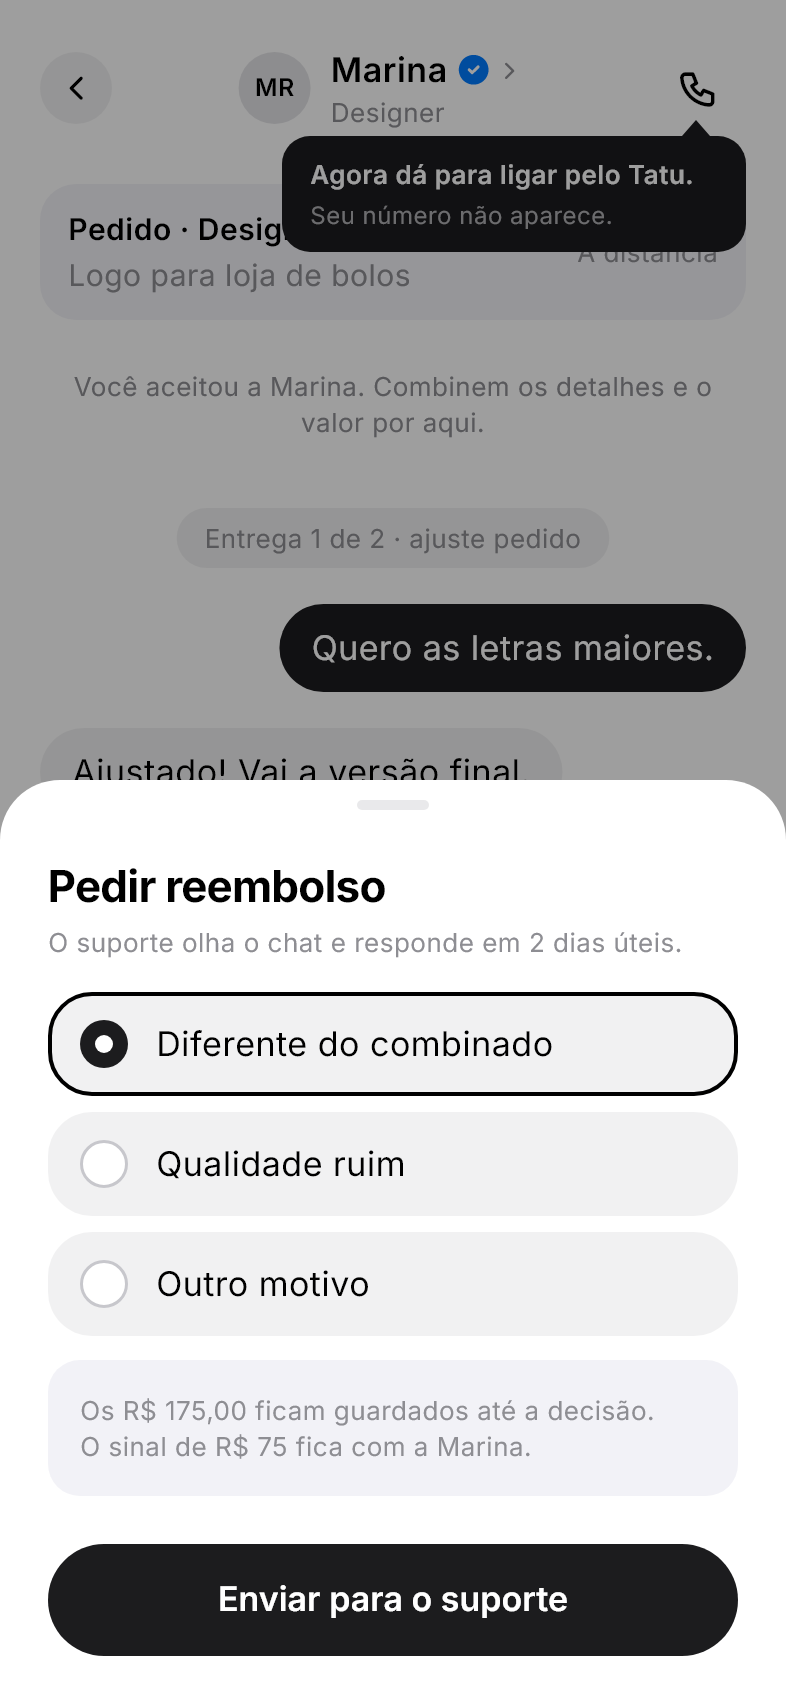 MR
Marina
Designer
Agora dá para ligar pelo Tatu.
Seu número não aparece.
Pedido · Desig
À distância
Logo para loja de bolos
Você aceitou a Marina. Combinem os detalhes e o
valor por aqui.
Entrega 1 de 2 · ajuste pedido
Quero as letras maiores.
Ajustado! Vai a versão final.
Pedir reembolso
O suporte olha o chat e responde em 2 dias úteis.
Diferente do combinado
Qualidade ruim
Outro motivo
Os R$ 175,00 ficam guardados até a decisão.
O sinal de R$ 75 fica com a Marina.
Enviar para o suporte